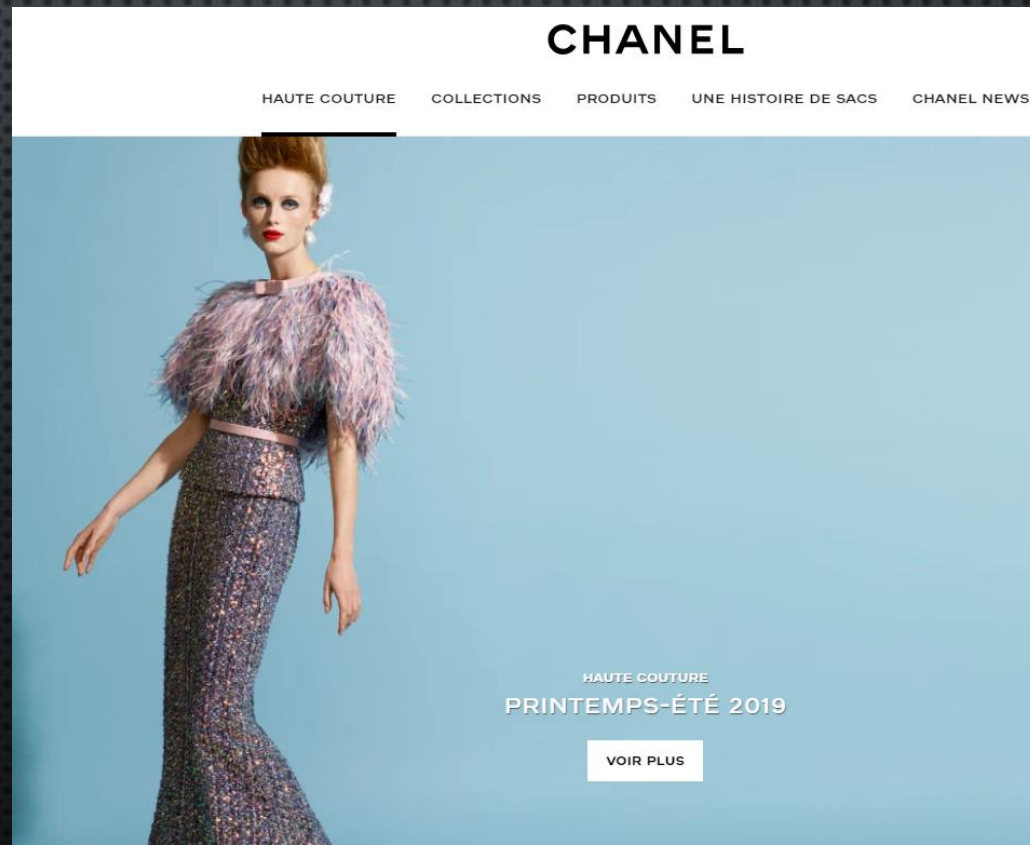 CHANEL
HAUTE COUTURE COLLECTIONS PRODUITS UNE HISTOIRE DE SACS CHANEL NEWS
HAUTE COUTURE
PRINTEMPS-ÉTÉ 2019
VOIR PLUS